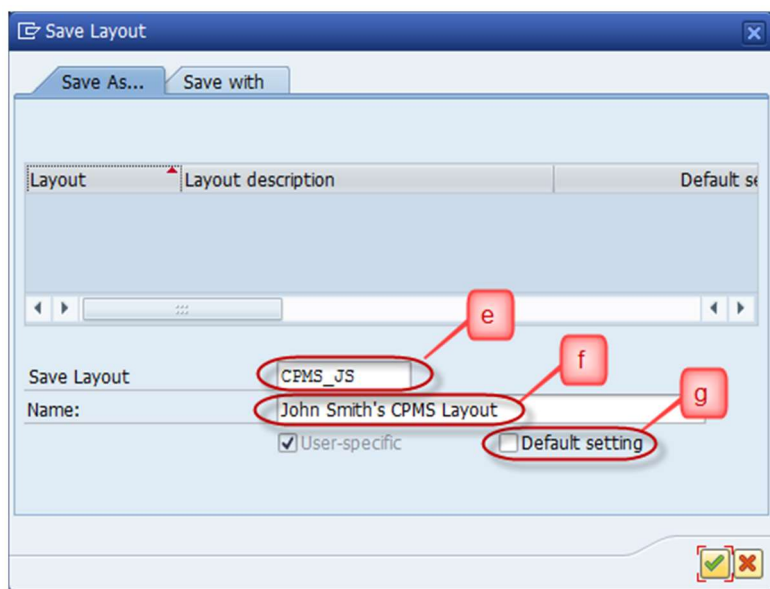 Save Layout
Save As... Save with
Layout Layout description Default se
e
Save Layout CPMS_JS
f
Name: John Smith's CPMS Layout
g
User-specific Default setting